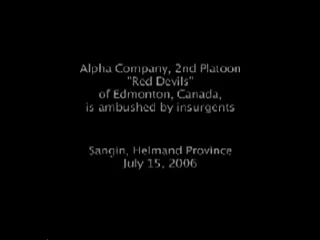 Alpha Company, 2nd Platoon
"Red Devils"
of Edmonton, Canada,
is ambushed by insurgents
Sangin, Helmand Province
July 15, 2006